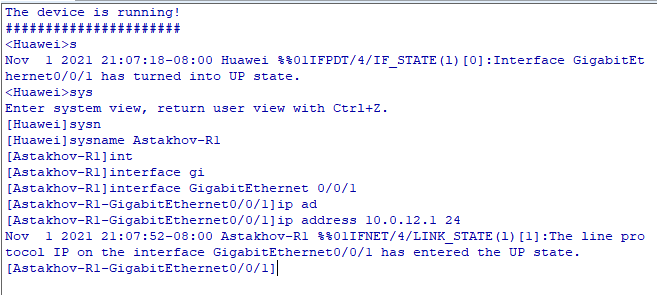 The device is running!
######################
<Huawei>s
Nov  1 2021 21:07:18-08:00 Huawei %%01IFPDT/4/IF_STATE(l)[0]:Interface GigabitEt
hernet0/0/1 has turned into UP state.
<Huawei>sys
Enter system view, return user view with Ctrl+Z.
[Huawei]sysn
[Huawei]sysname Astakhov-R1
[Astakhov-R1]int
[Astakhov-R1]interface gi
[Astakhov-R1]interface GigabitEthernet 0/0/1
[Astakhov-R1-GigabitEthernet0/0/1]ip ad
[Astakhov-R1-GigabitEthernet0/0/1]ip address 10.0.12.1 24
Nov  1 2021 21:07:52-08:00 Astakhov-R1 %%01IFNET/4/LINK_STATE(l)[1]:The line pro
tocol IP on the interface GigabitEthernet0/0/1 has entered the UP state.
[Astakhov-R1-GigabitEthernet0/0/1]